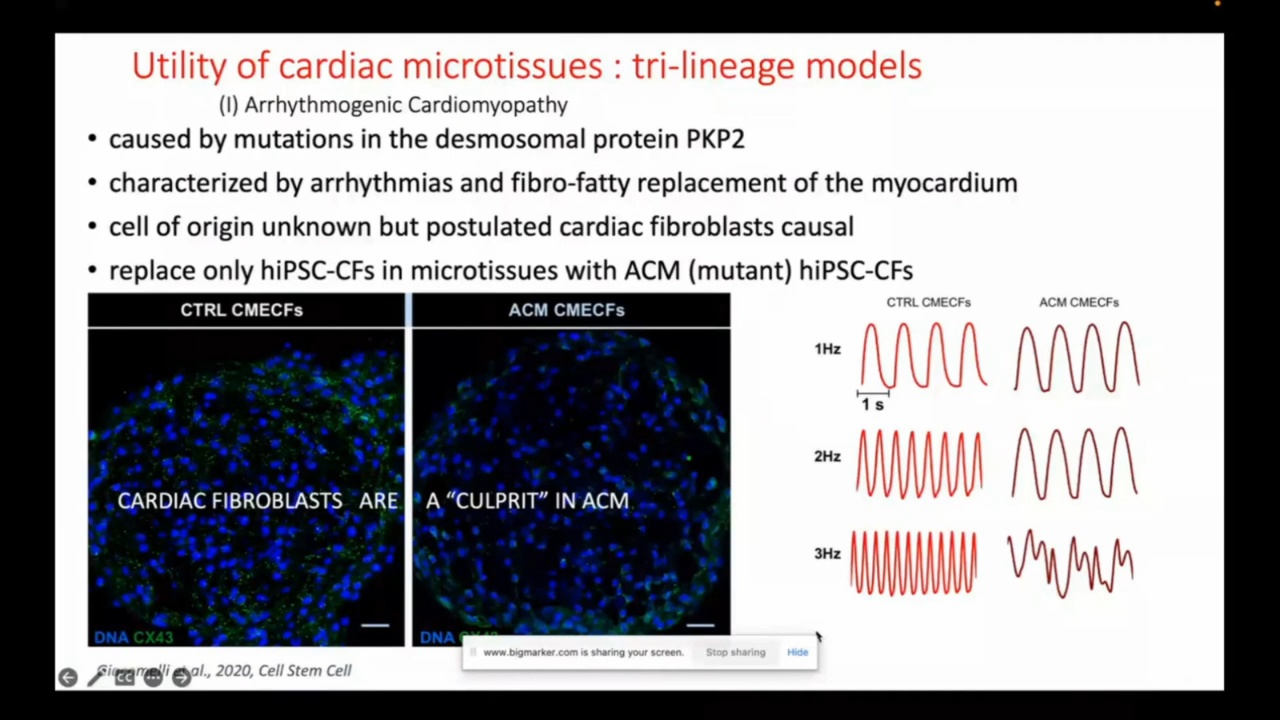 Utility of cardiac microtissues : tri-lineage models
(I) Arrhythmogenic Cardiomyopathy
• caused by mutations in the desmosomal protein PKP2
• characterized by arrhythmias and fibro-fatty replacement of the myocardium
• cell of origin unknown but postulated cardiac fibroblasts causal
• replace only hiPSC-CFs in microtissues with ACM (mutant) hiPSC-CFs
CTRL CMECFs
ACM CMECFs
CARDIAC FIBROBLASTS ARE A “CULPRIT” IN ACM
DNA CX43
DNA CX43
CTRL CMECFs
ACM CMECFs
1Hz
1 s
2Hz
3Hz
www.bigmarker.com is sharing your screen.
Stop sharing
Hide
et al., 2020, Cell Stem Cell
CC